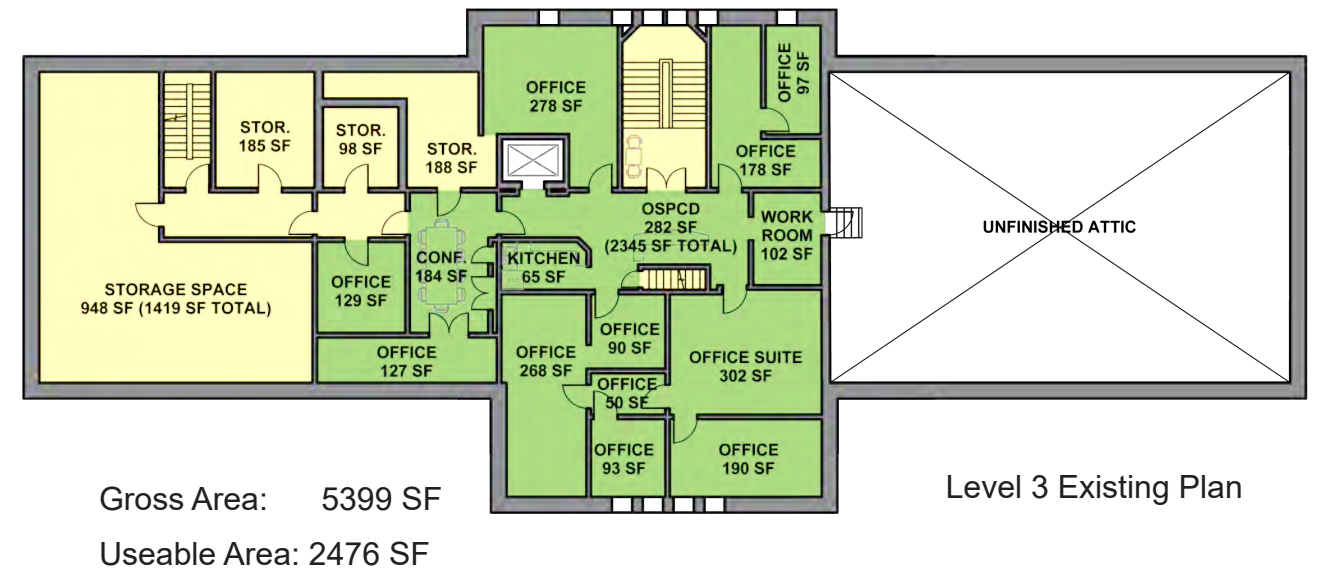 OFFICE
278 SF
OFFICE
97 SF
STOR.
185 SF
STOR.
98 SF
STOR.
188 SF
OFFICE
178 SF
OSPCD
282 SF
(2345 SF TOTAL)
WORK
ROOM
102 SF
UNFINISHED ATTIC
CONF.
184 SF
KITCHEN
65 SF
STORAGE SPACE
948 SF (1419 SF TOTAL)
OFFICE
129 SF
OFFICE
127 SF
OFFICE
268 SF
OFFICE
90 SF
OFFICE SUITE
302 SF
OFFICE
50 SF
OFFICE
93 SF
OFFICE
190 SF
Gross Area: 5399 SF
Useable Area: 2476 SF
Level 3 Existing Plan